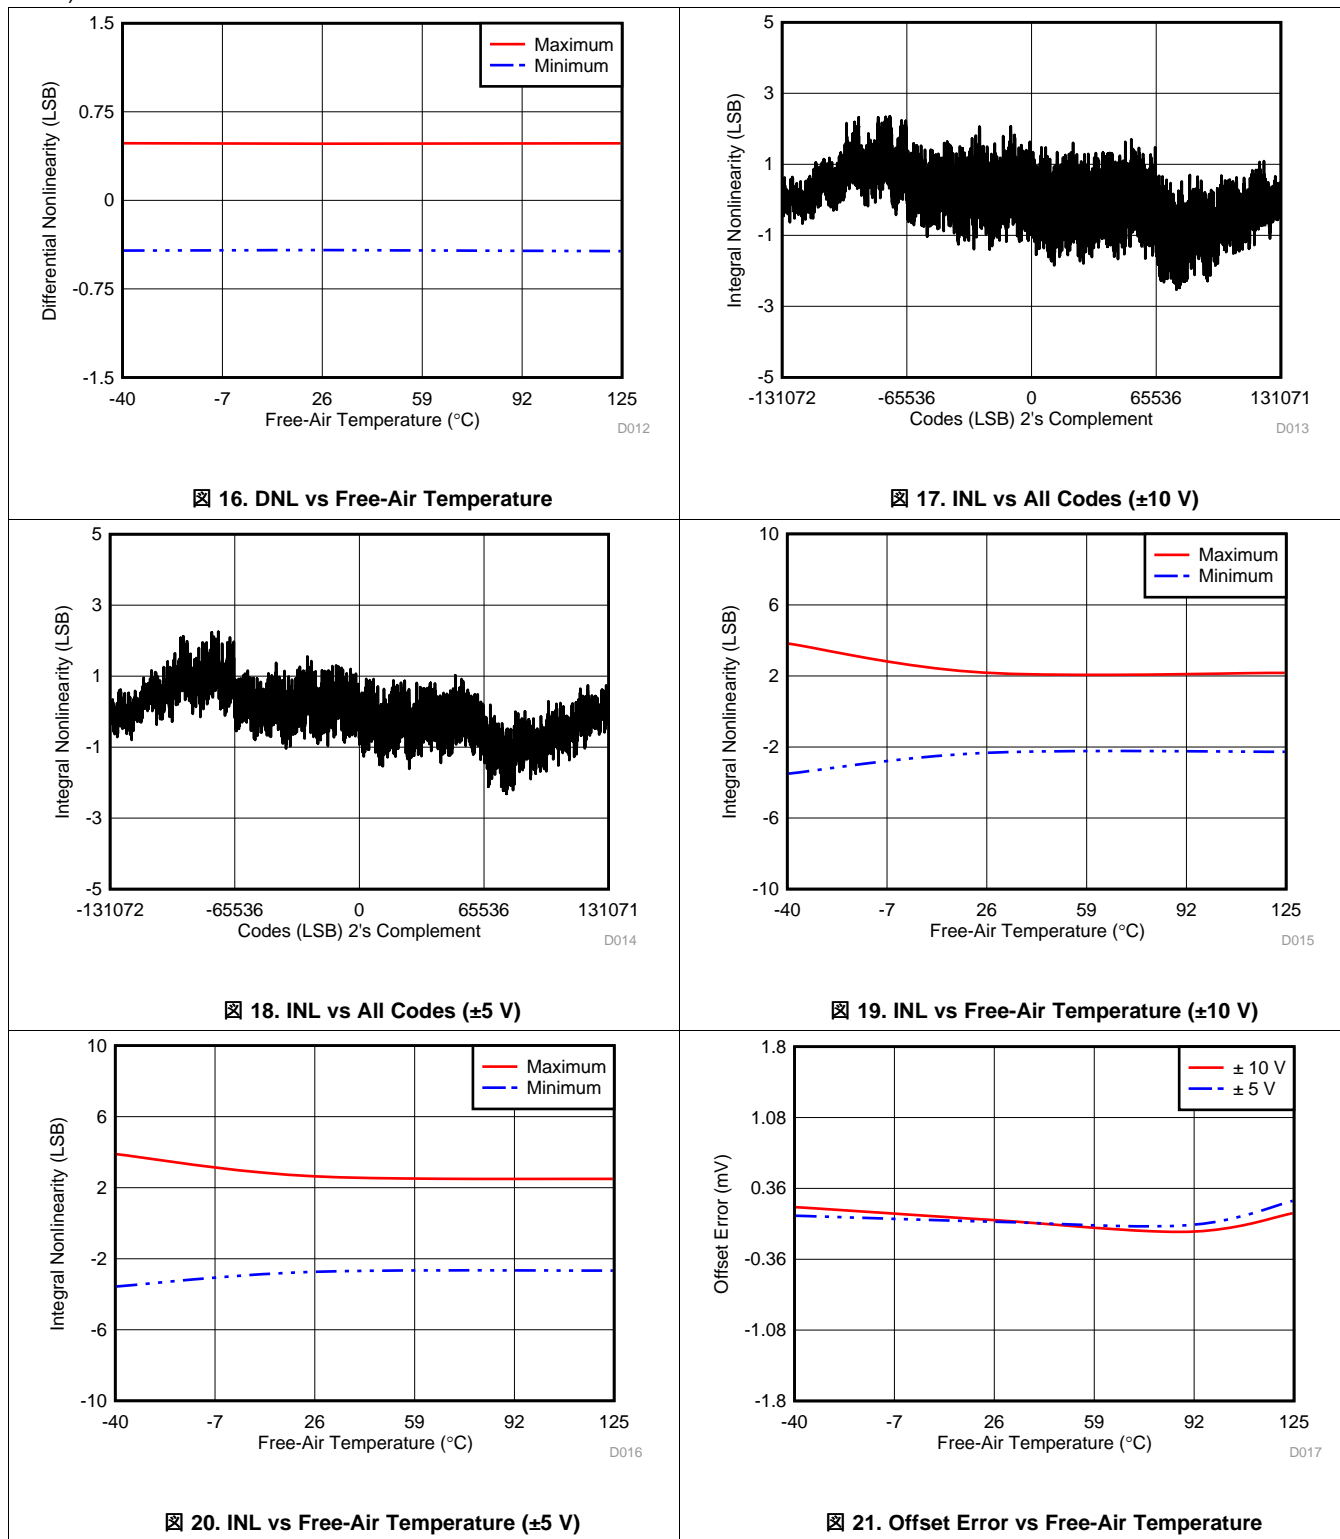 1.5
0.75
0
-0.75
-1.5
Differential Nonlinearity (LSB)
Maximum
Minimum
-40 -7 26 59 92 125
Free-Air Temperature (°C)
D012
図 16. DNL vs Free-Air Temperature
5
3
1
-1
-3
-5
Integral Nonlinearity (LSB)
-131072 -65536 0 65536 131071
Codes (LSB) 2's Complement
D013
図 17. INL vs All Codes (±10 V)
5
3
1
-1
-3
-5
Integral Nonlinearity (LSB)
-131072 -65536 0 65536 131071
Codes (LSB) 2's Complement
D014
図 18. INL vs All Codes (±5 V)
10
6
2
-2
-6
-10
Integral Nonlinearity (LSB)
Maximum
Minimum
-40 -7 26 59 92 125
Free-Air Temperature (°C)
D015
図 19. INL vs Free-Air Temperature (±10 V)
10
6
2
-2
-6
-10
Integral Nonlinearity (LSB)
Maximum
Minimum
-40 -7 26 59 92 125
Free-Air Temperature (°C)
D016
図 20. INL vs Free-Air Temperature (±5 V)
1.8
1.08
0.36
-0.36
-1.08
-1.8
Offset Error (mV)
± 10 V
± 5 V
-40 -7 26 59 92 125
Free-Air Temperature (°C)
D017
図 21. Offset Error vs Free-Air Temperature